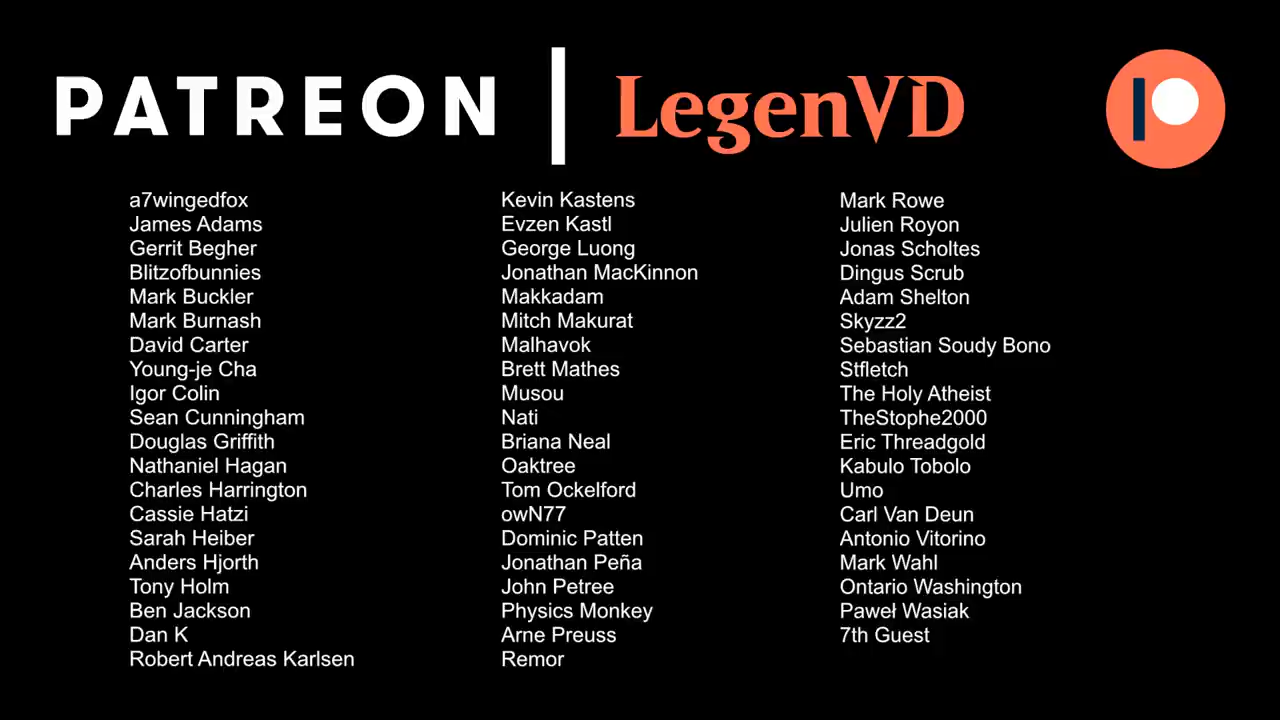 PATREON | LegenVD
a7wingedfox
James Adams
Gerrit Begher
Blitzofbunnies
Mark Buckler
Mark Burnash
David Carter
Young-je Cha
Igor Colin
Sean Cunningham
Douglas Griffith
Nathaniel Hagan
Charles Harrington
Cassie Hatzi
Sarah Heiber
Anders Hjorth
Tony Holm
Ben Jackson
Dan K
Robert Andreas Karlsen
Kevin Kastens
Evzen Kastl
George Luong
Jonathan MacKinnon
Makkadam
Mitch Makurat
Malhavok
Brett Mathes
Musou
Nati
Briana Neal
Oaktree
Tom Ockelford
owN77
Dominic Patten
Jonathan Peña
John Petree
Physics Monkey
Arne Preuss
Remor
Mark Rowe
Julien Royon
Jonas Scholtes
Dingus Scrub
Adam Shelton
Skyzz2
Sebastian Soudy Bono
Stfletch
The Holy Atheist
TheStophe2000
Eric Threadgold
Kabulo Tobolo
Umo
Carl Van Deun
Antonio Vitorino
Mark Wahl
Ontario Washington
Paweł Wasiak
7th Guest